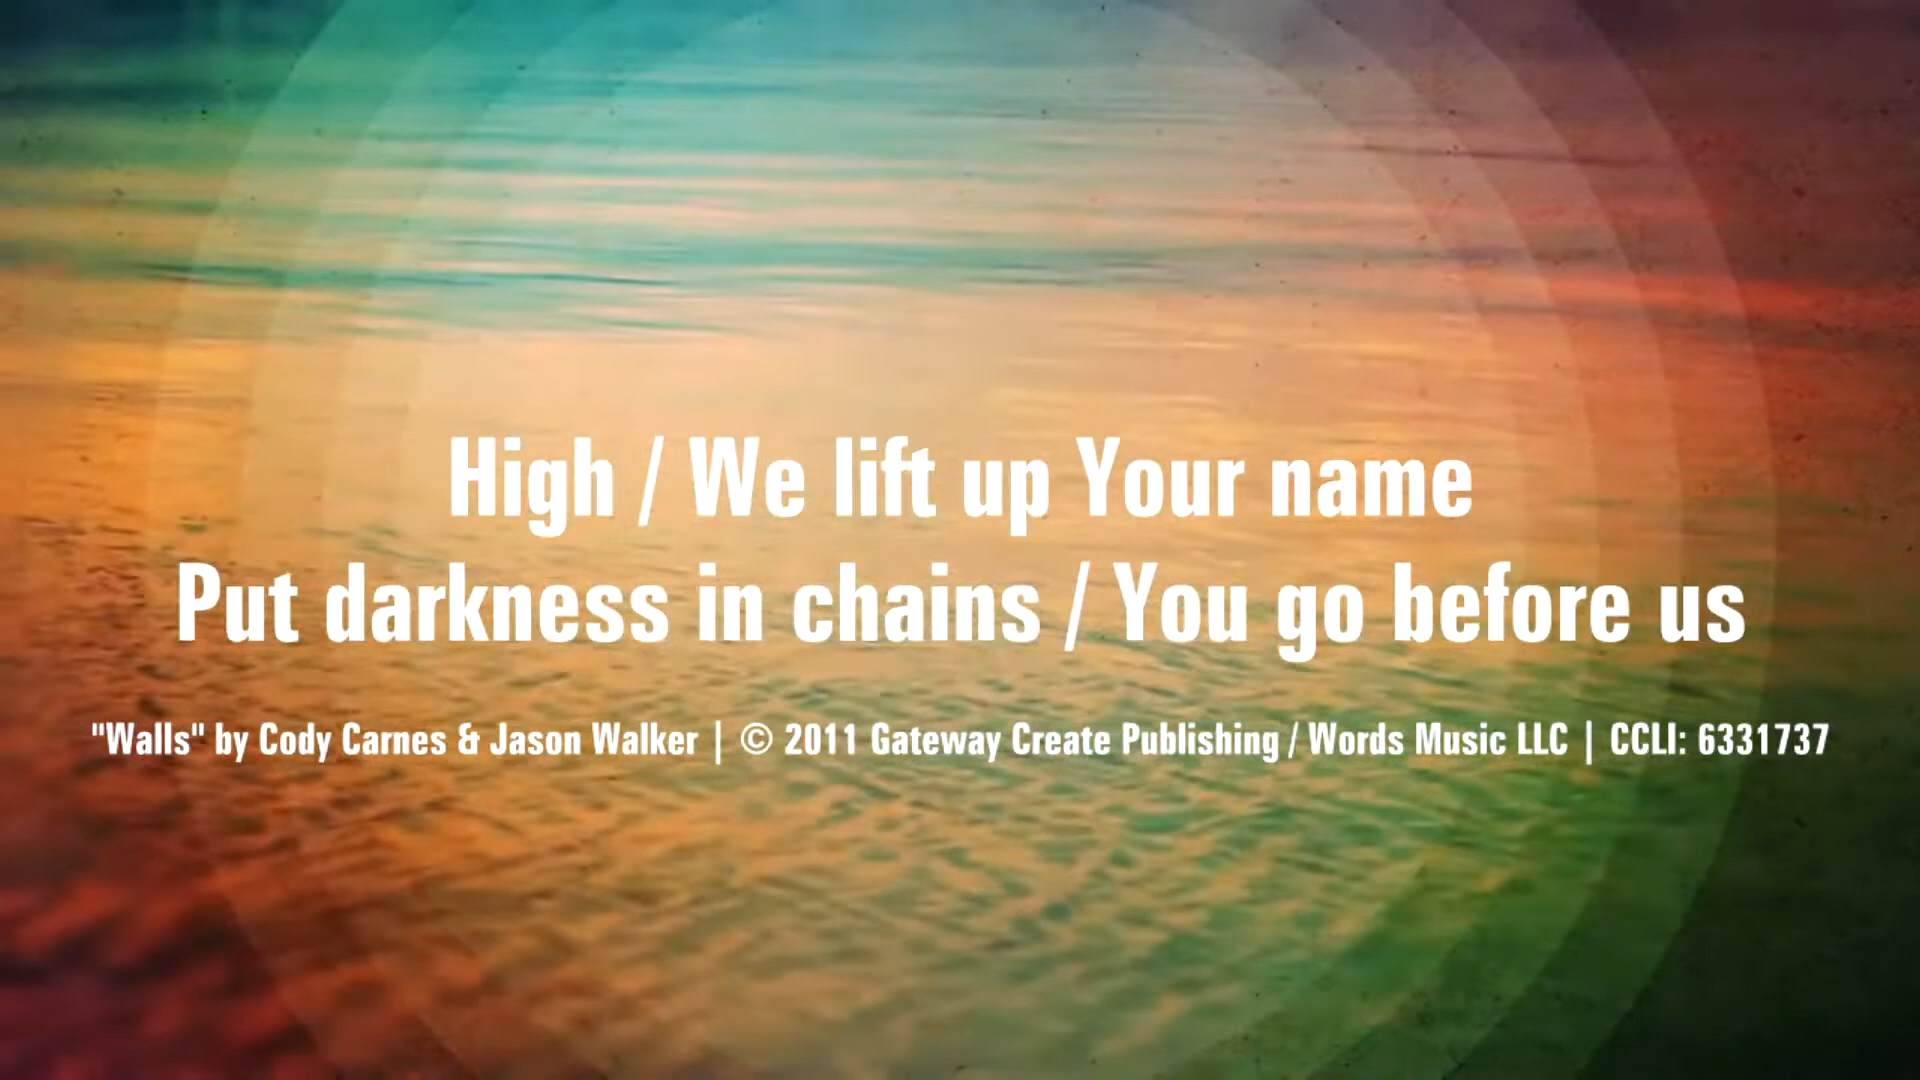 High / We lift up Your name
Put darkness in chains / You go before us
"Walls" by Cody Carnes & Jason Walker | © 2011 Gateway Create Publishing / Words Music LLC | CCLI: 6331737